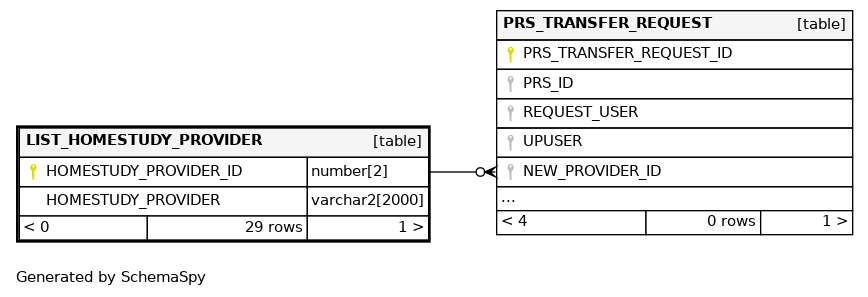 PRS_TRANSFER_REQUEST [table]
PRS_TRANSFER_REQUEST_ID
PRS_ID
REQUEST_USER
UPUSER
NEW_PROVIDER_ID
...
< 4 0 rows 1 >
LIST_HOMESTUDY_PROVIDER [table]
HOMESTUDY_PROVIDER_ID number[2]
HOMESTUDY_PROVIDER varchar2[2000]
< 0 29 rows 1 >
Generated by SchemaSpy